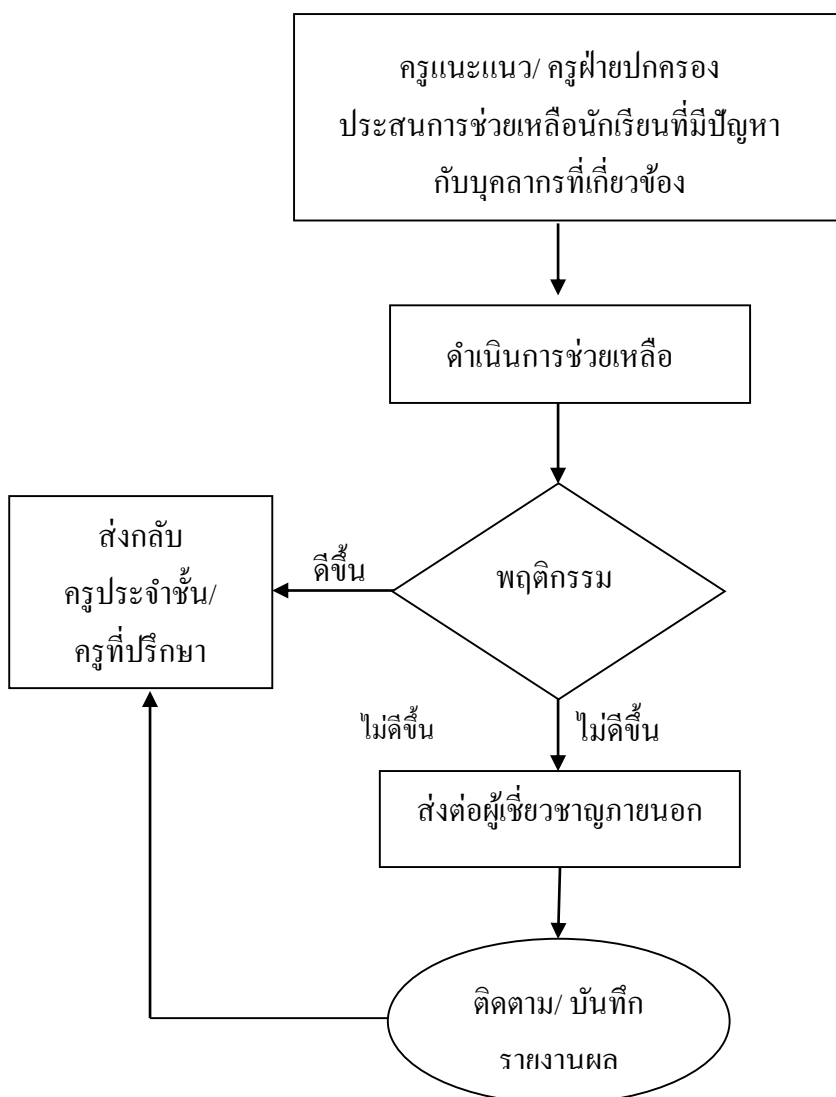 ครูแนะแนว/ ครูฝ่ายปกครอง
ประสนการช่วยเหลือนักเรียนที่มีปัญหา
กับบุคลากรที่เกี่ยวข้อง
ดำเนินการช่วยเหลือ
ส่งกลับ
ครูประจำชั้น/
ครูที่ปรึกษา
ดีขึ้น
พฤติกรรม
ไม่ดีขึ้น
ไม่ดีขึ้น
ส่งต่อผู้เชี่ยวชาญภายนอก
ติดตาม/ บันทึก
รายงานผล